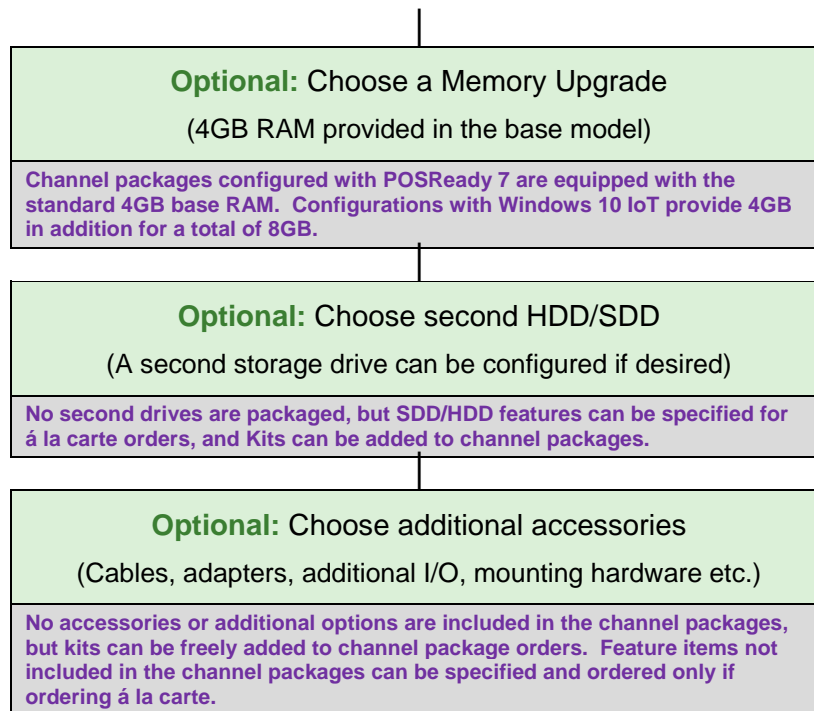 Optional: Choose a Memory Upgrade
(4GB RAM provided in the base model)
Channel packages configured with POSReady 7 are equipped with the
standard 4GB base RAM.  Configurations with Windows 10 IoT provide 4GB
in addition for a total of 8GB.
Optional: Choose second HDD/SDD
(A second storage drive can be configured if desired)
No second drives are packaged, but SDD/HDD features can be specified for
á la carte orders, and Kits can be added to channel packages.
Optional: Choose additional accessories
(Cables, adapters, additional I/O, mounting hardware etc.)
No accessories or additional options are included in the channel packages,
but kits can be freely added to channel package orders.  Feature items not
included in the channel packages can be specified and ordered only if
ordering á la carte.